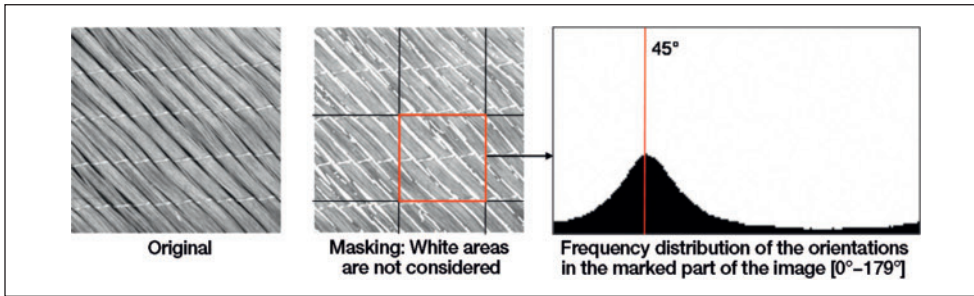 45°
Original
Masking: White areas
are not considered
Frequency distribution of the orientations
in the marked part of the image [0°–179°]